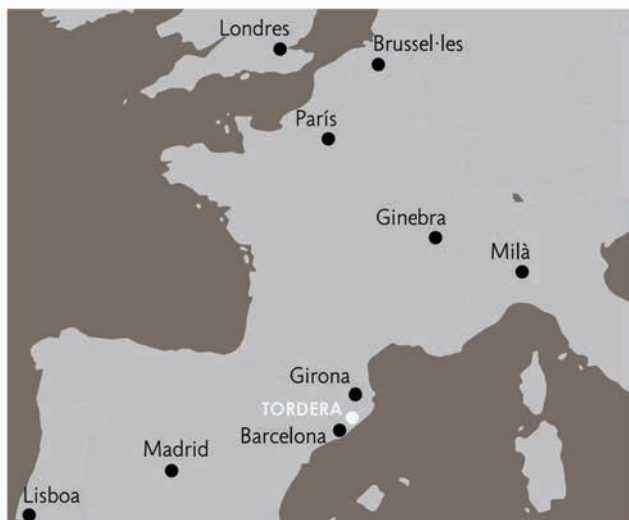 Londres
Brussel·les
París
Ginebra
Milà
Girona
TORDERA
Barcelona
Madrid
Lisboa